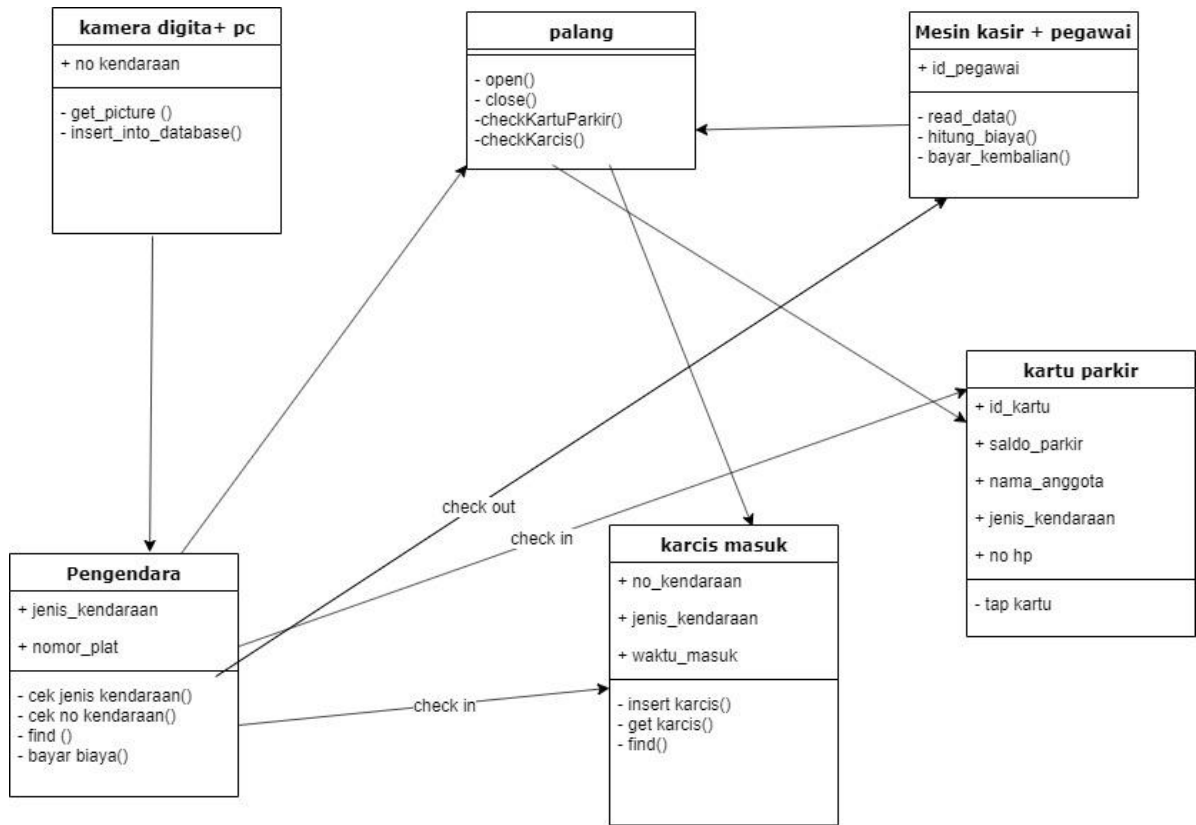 kamera digita+ pc
+ no kendaraan
- get_picture ()
- insert_into_database()
palang
- open()
- close()
-checkKartuParkir()
-checkKarcis()
Mesin kasir + pegawai
+ id_pegawai
- read_data()
- hitung_biaya()
- bayar_kembalian()
kartu parkir
+ id_kartu
+ saldo_parkir
+ nama_anggota
+ jenis_kendaraan
+ no hp
- tap kartu
check out
check in
Pengendara
+ jenis_kendaraan
+ nomor_plat
- cek jenis kendaraan()
- cek no kendaraan()
- find ()
- bayar biaya()
check in
karcis masuk
+ no_kendaraan
+ jenis_kendaraan
+ waktu_masuk
- insert karcis()
- get karcis()
- find()